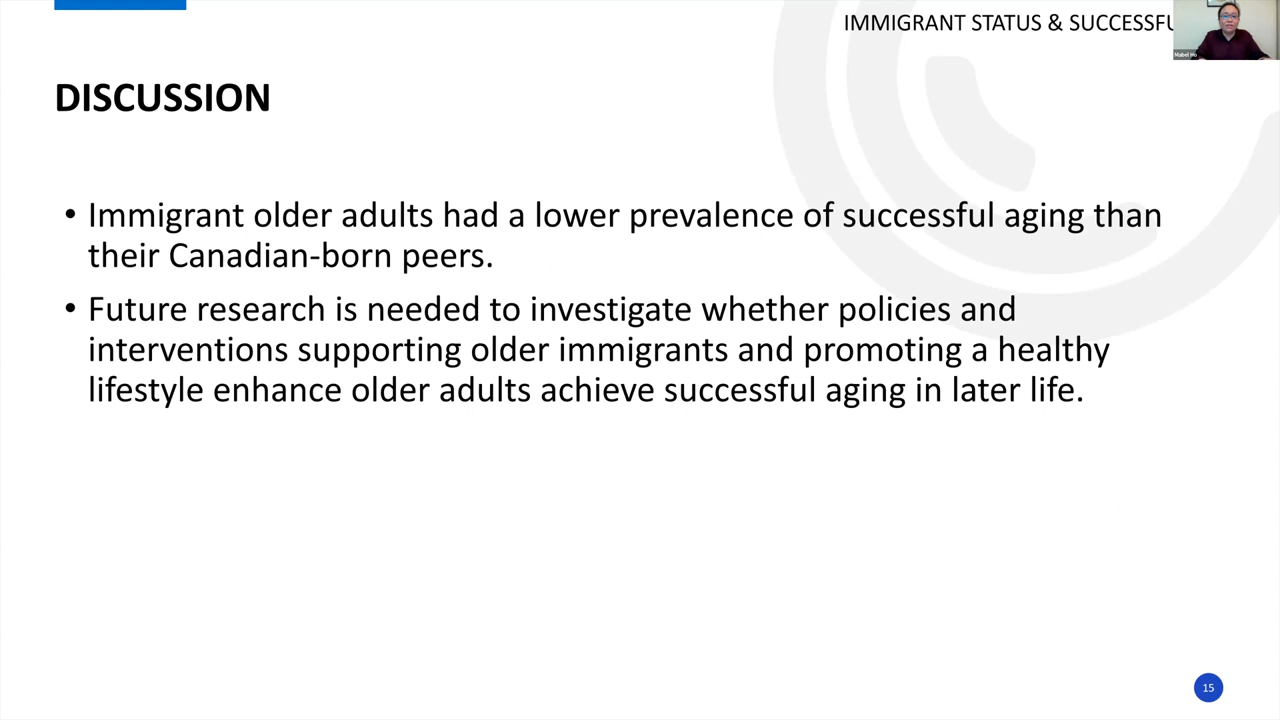 IMMIGRANT STATUS & SUCCESSFU
Mabel Ho
DISCUSSION
• Immigrant older adults had a lower prevalence of successful aging than
their Canadian-born peers.
• Future research is needed to investigate whether policies and
interventions supporting older immigrants and promoting a healthy
lifestyle enhance older adults achieve successful aging in later life.
15